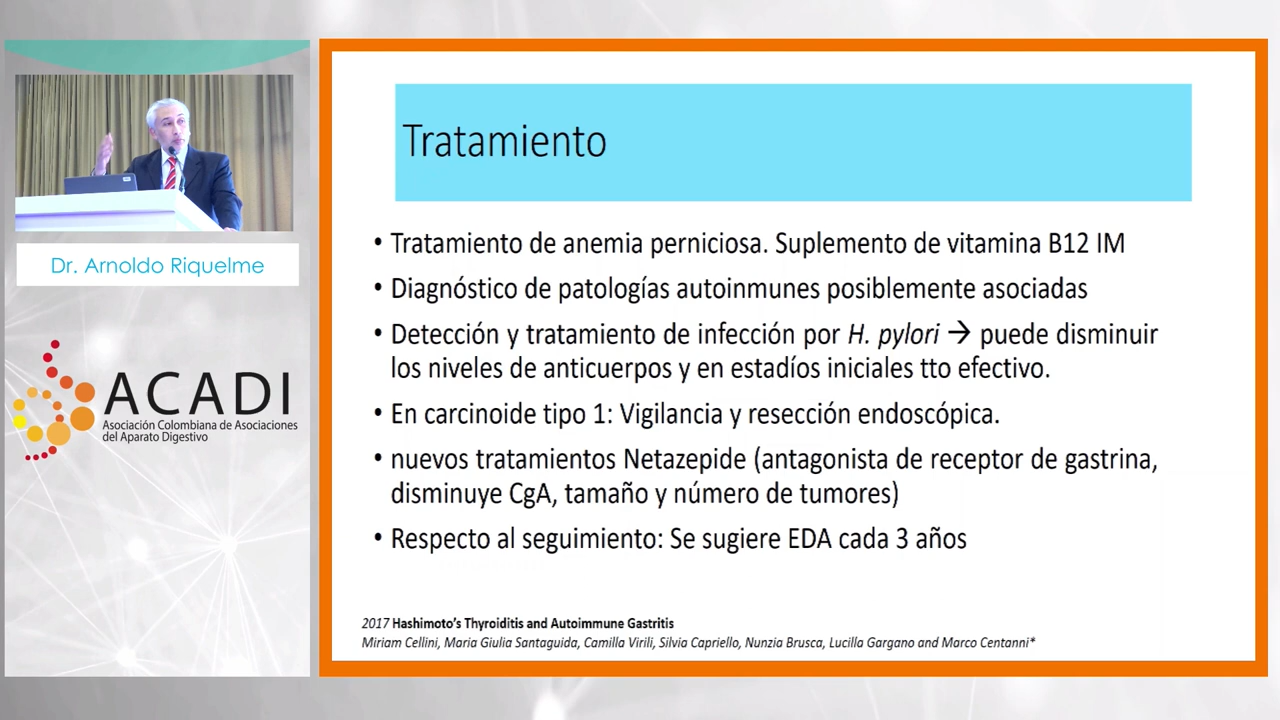 Dr. Arnoldo Riquelme
ACADI
Asociación Colombiana de Asociaciones
del Aparato Digestivo
Tratamiento
• Tratamiento de anemia perniciosa. Suplemento de vitamina B12 IM
• Diagnóstico de patologías autoinmunes posiblemente asociadas
• Detección y tratamiento de infección por H. pylori → puede disminuir
los niveles de anticuerpos y en estadíos iniciales tto efectivo.
• En carcinoide tipo 1: Vigilancia y resección endoscópica.
• nuevos tratamientos Netazepide (antagonista de receptor de gastrina,
disminuye CgA, tamaño y número de tumores)
• Respecto al seguimiento: Se sugiere EDA cada 3 años
2017 Hashimoto's Thyroiditis and Autoimmune Gastritis
Miriam Cellini, Maria Giulia Santaguida, Camilla Virili, Silvia Capriello, Nunzia Brusca, Lucilla Gargano and Marco Centanni*